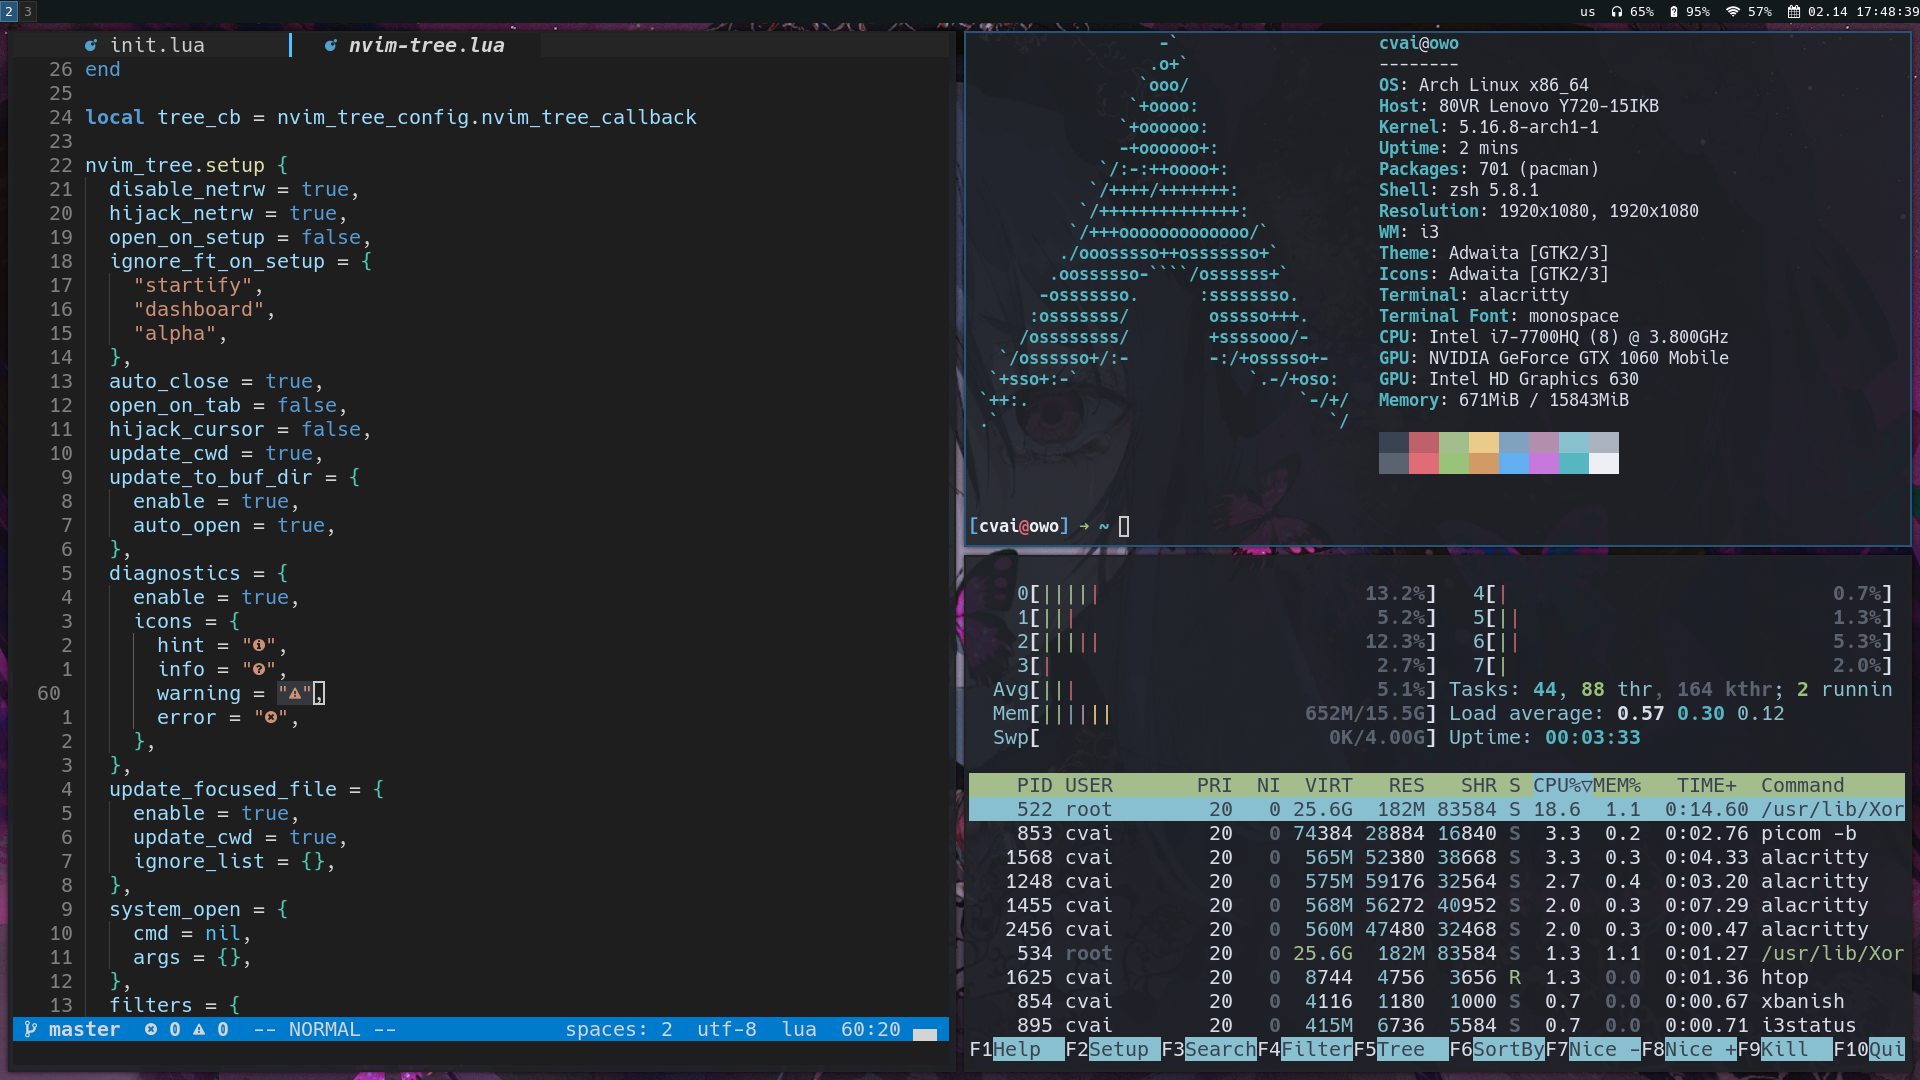 2 3
us 65% 95% 57% 02.14 17:48:39
init.lua nvim-tree.lua
26 end
25
24 local tree_cb = nvim_tree_config.nvim_tree_callback
23
22 nvim_tree.setup {
21 disable_netrw = true,
20 hijack_netrw = true,
19 open_on_setup = false,
18 ignore_ft_on_setup = {
17 "startify",
16 "dashboard",
15 "alpha",
14 },
13 auto_close = true,
12 open_on_tab = false,
11 hijack_cursor = false,
10 update_cwd = true,
9 update_to_buf_dir = {
8 enable = true,
7 auto_open = true,
6 },
5 diagnostics = {
4 enable = true,
3 icons = {
2 hint = "",
1 info = "",
60 warning = "",
1 error = "",
2 },
3 },
4 update_focused_file = {
5 enable = true,
6 update_cwd = true,
7 ignore_list = {},
8 },
9 system_open = {
10 cmd = nil,
11 args = {},
12 },
13 filters = {
master 0 0 -- NORMAL -- spaces: 2 utf-8 lua 60:20
-`
.o+`
`ooo/
`+oooo:
`+oooooo:
-+oooooo+:
`/:-:++oooo+:
`/++++/+++++++:
`/++++++++++++++:
`/+++ooooooooooooo/`
./ooosssso++osssssso+`
.oossssso-````/ossssss+`
-osssssso. :ssssssso.
:osssssss/ osssso+++.
/ossssssss/ +ssssooo/-
`/ossssso+/:- -:/+osssso+-
`+sso+:-` `.-/+oso:
`++:. `-/+/
.` `/
cvai@owo
--------
OS: Arch Linux x86_64
Host: 80VR Lenovo Y720-15IKB
Kernel: 5.16.8-arch1-1
Uptime: 2 mins
Packages: 701 (pacman)
Shell: zsh 5.8.1
Resolution: 1920x1080, 1920x1080
WM: i3
Theme: Adwaita [GTK2/3]
Icons: Adwaita [GTK2/3]
Terminal: alacritty
Terminal Font: monospace
CPU: Intel i7-7700HQ (8) @ 3.800GHz
GPU: NVIDIA GeForce GTX 1060 Mobile
GPU: Intel HD Graphics 630
Memory: 671MiB / 15843MiB
[cvai@owo] → ~
0[||||| 13.2%] 4[| 0.7%]
1[||| 5.2%] 5[|| 1.3%]
2[||||| 12.3%] 6[|| 5.3%]
3[| 2.7%] 7[| 2.0%]
Avg[||| 5.1%] Tasks: 44, 88 thr, 164 kthr; 2 runnin
Mem[|||||| 652M/15.5G] Load average: 0.57 0.30 0.12
Swp[ 0K/4.00G] Uptime: 00:03:33
PID USER PRI NI VIRT RES SHR S CPU%▽MEM% TIME+ Command
522 root 20 0 25.6G 182M 83584 S 18.6 1.1 0:14.60 /usr/lib/Xor
853 cvai 20 0 74384 28884 16840 S 3.3 0.2 0:02.76 picom -b
1568 cvai 20 0 565M 52380 38668 S 3.3 0.3 0:04.33 alacritty
1248 cvai 20 0 575M 59176 32564 S 2.7 0.4 0:03.20 alacritty
1455 cvai 20 0 568M 56272 40952 S 2.0 0.3 0:07.29 alacritty
2456 cvai 20 0 560M 47480 32468 S 2.0 0.3 0:00.47 alacritty
534 root 20 0 25.6G 182M 83584 S 1.3 1.1 0:01.27 /usr/lib/Xor
1625 cvai 20 0 8744 4756 3656 R 1.3 0.0 0:01.36 htop
854 cvai 20 0 4116 1180 1000 S 0.7 0.0 0:00.67 xbanish
895 cvai 20 0 415M 6736 5584 S 0.7 0.0 0:00.71 i3status
F1Help F2Setup F3SearchF4FilterF5Tree F6SortByF7Nice -F8Nice +F9Kill F10Qui